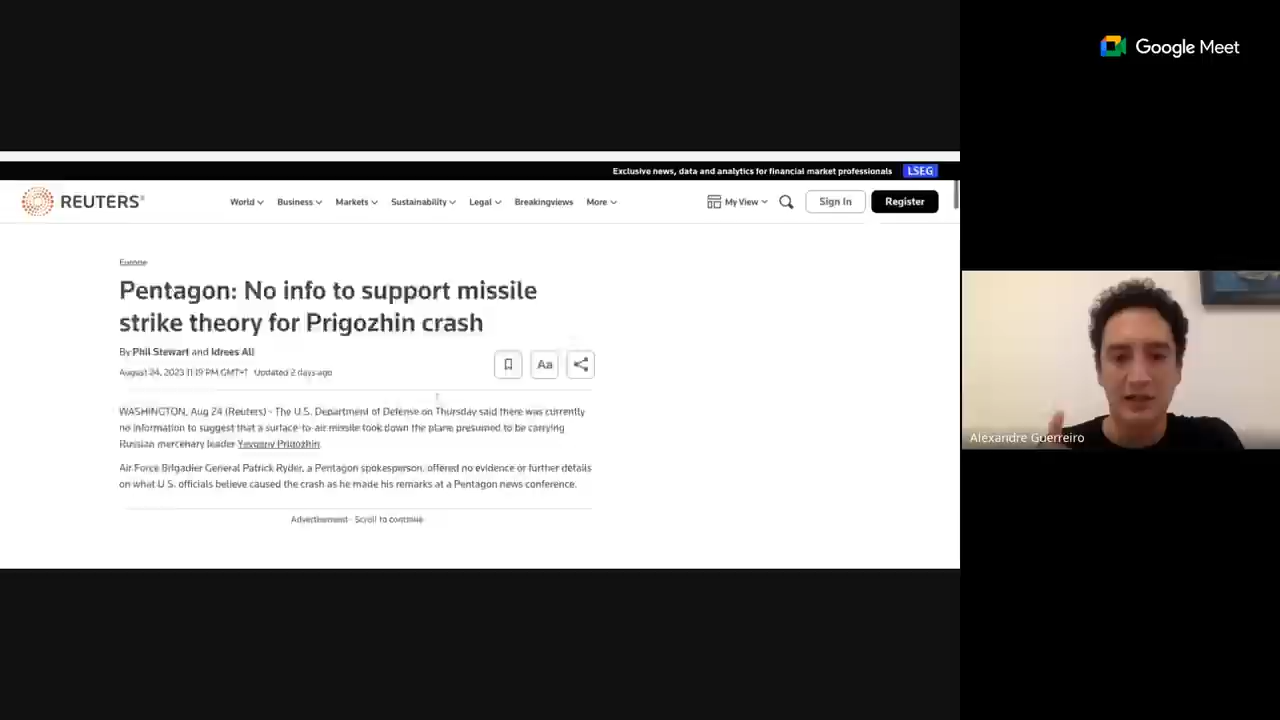 Google Meet
Exclusive news, data and analytics for financial market professionals LSEG
REUTERS®
World Business Markets Sustainability Legal Breakingviews More My View Sign In Register
Europe
Pentagon: No info to support missile
strike theory for Prigozhin crash
By Phil Stewart and Idrees Ali
Aa
August 24, 2023 11:19 PM GMT+1 · Updated 2 days ago
WASHINGTON, Aug 24 (Reuters) - The U.S. Department of Defense on Thursday said there was currently
no information to suggest that a surface-to-air missile took down the plane presumed to be carrying
Russian mercenary leader Yevgeny Prigozhin.
Air Force Brigadier General Patrick Ryder, a Pentagon spokesperson, offered no evidence or further details
on what U.S. officials believe caused the crash as he made his remarks at a Pentagon news conference.
Advertisement · Scroll to continue
Alexandre Guerreiro